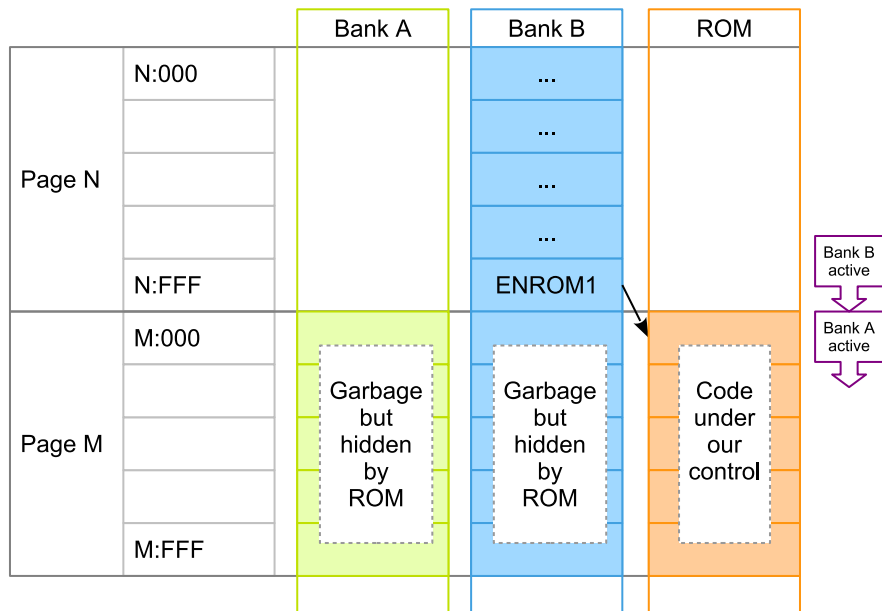 Bank A
Bank B
ROM
Page N
N:000
...
...
...
...
N:FFF
ENROM1
Bank B
active
Page M
M:000
Bank A
active
Garbage
but
hidden
by
ROM
Garbage
but
hidden
by
ROM
Code
under
our
control
M:FFF